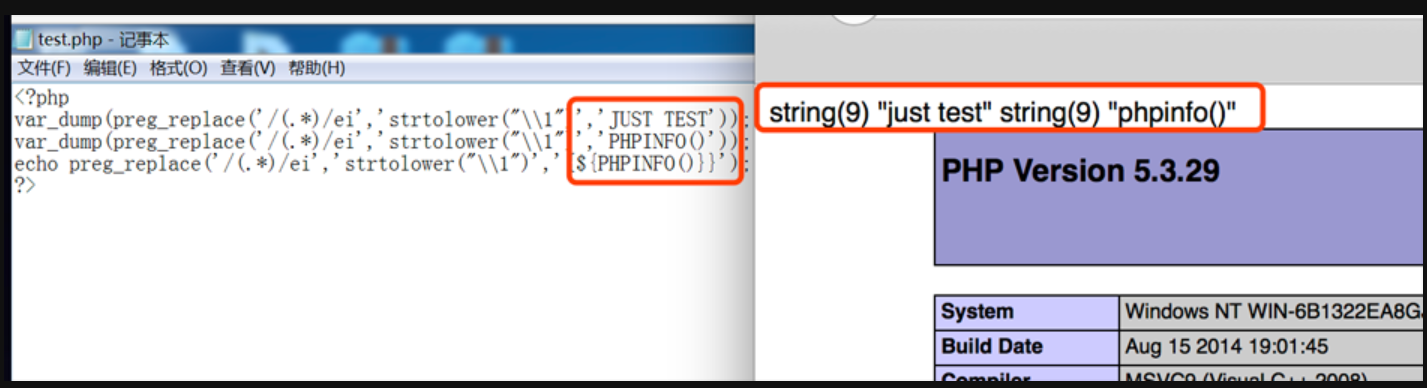 test.php - 记事本
文件(F) 编辑(E) 格式(O) 查看(V) 帮助(H)
<?php
var_dump(preg_replace('/(.*)/ei','strtolower("\\1")','JUST TEST'));
var_dump(preg_replace('/(.*)/ei','strtolower("\\1")','PHPINFO()'));
echo preg_replace('/(.*)/ei','strtolower("\\1")','{${PHPINFO()}}');
?>
string(9) "just test" string(9) "phpinfo()"
PHP Version 5.3.29
System Windows NT WIN-6B1322EA8G
Build Date Aug 15 2014 19:01:45
Compiler MSVC9 (Visual C++ 2008)